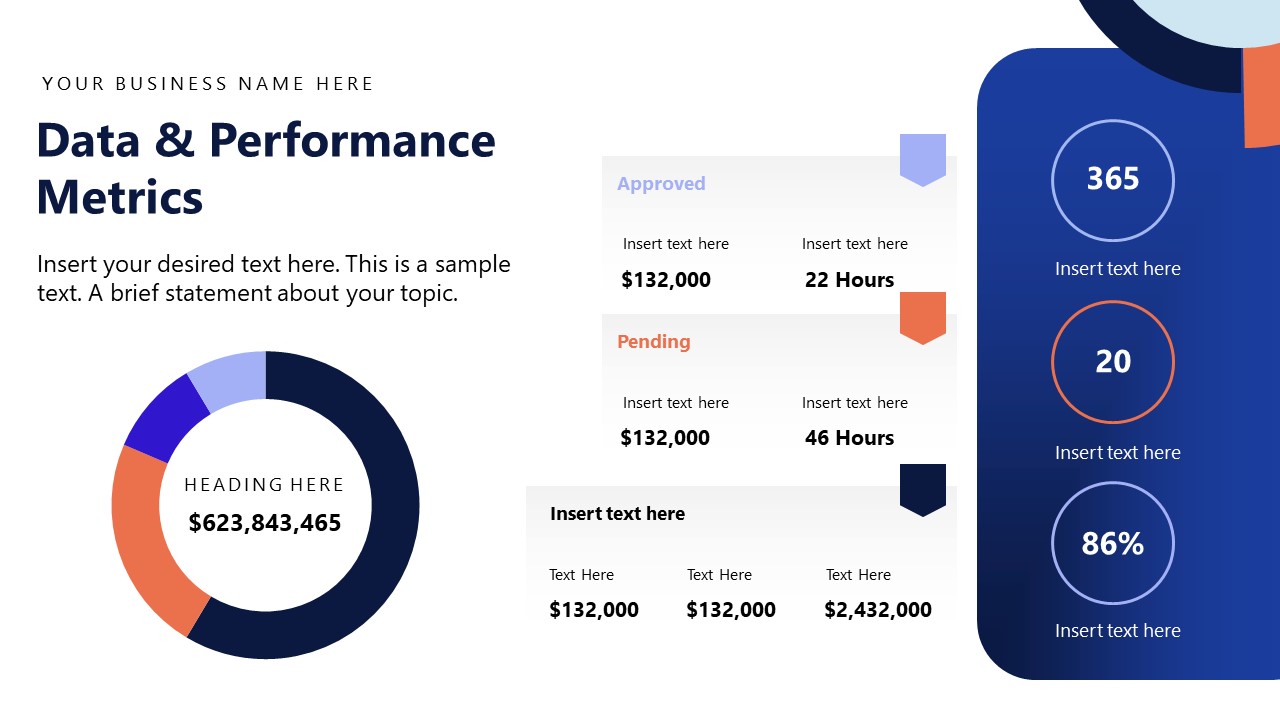 YOUR BUSINESS NAME HERE
Data & Performance
Metrics
Insert your desired text here. This is a sample
text. A brief statement about your topic.
HEADING HERE
$623,843,465
Approved
Insert text here Insert text here
$132,000 22 Hours
Pending
Insert text here Insert text here
$132,000 46 Hours
Insert text here
Text Here Text Here Text Here
$132,000 $132,000 $2,432,000
365
Insert text here
20
Insert text here
86%
Insert text here